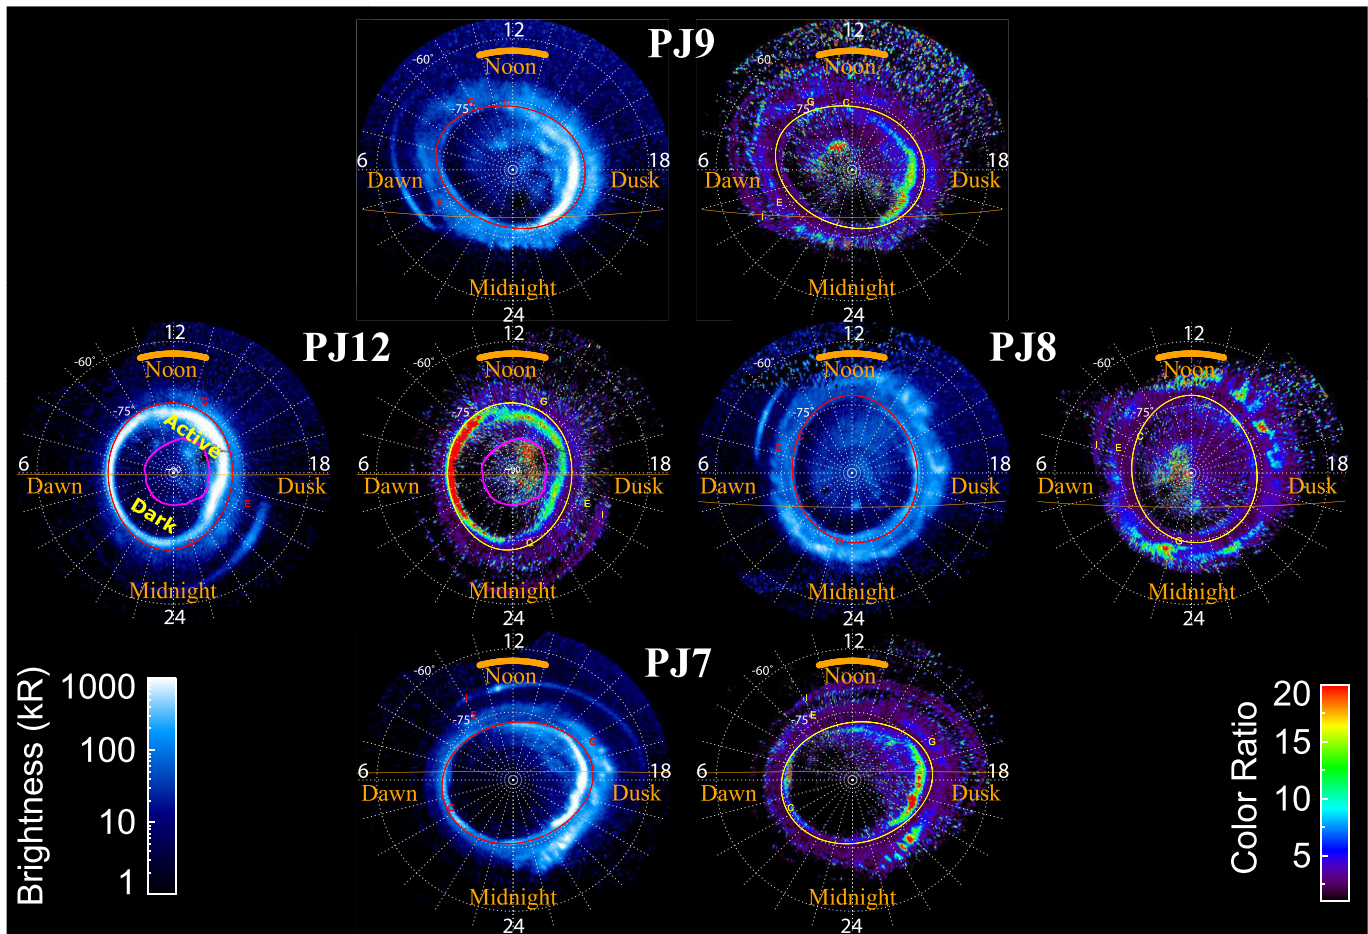 PJ9
12
Noon
-60°
-75°
C
6
18
Dawn
Dusk
E
Midnight
24
12
Noon
-60°
-75°
G
C
6
18
Dawn
Dusk
E
I
Midnight
24
PJ12
12
Noon
-60°
-75°
G
Active
6
18
Dawn
Dusk
Dark
E
C
Midnight
24
12
Noon
-60°
-75°
G
6
18
Dawn
Dusk
E
C
Midnight
24
PJ8
12
Noon
-60°
-75°
C
E
6
18
Dawn
Dusk
G
Midnight
24
12
Noon
-60°
-75°
I
E
C
6
18
Dawn
Dusk
G
Midnight
24
PJ7
12
Noon
-60°
-75°
I
E
G
6
18
Dawn
Dusk
C
Midnight
24
12
Noon
-60°
-75°
I
E
G
6
18
Dawn
Dusk
C
Midnight
24
Brightness (kR)
1000
100
10
1
Color Ratio
20
15
10
5